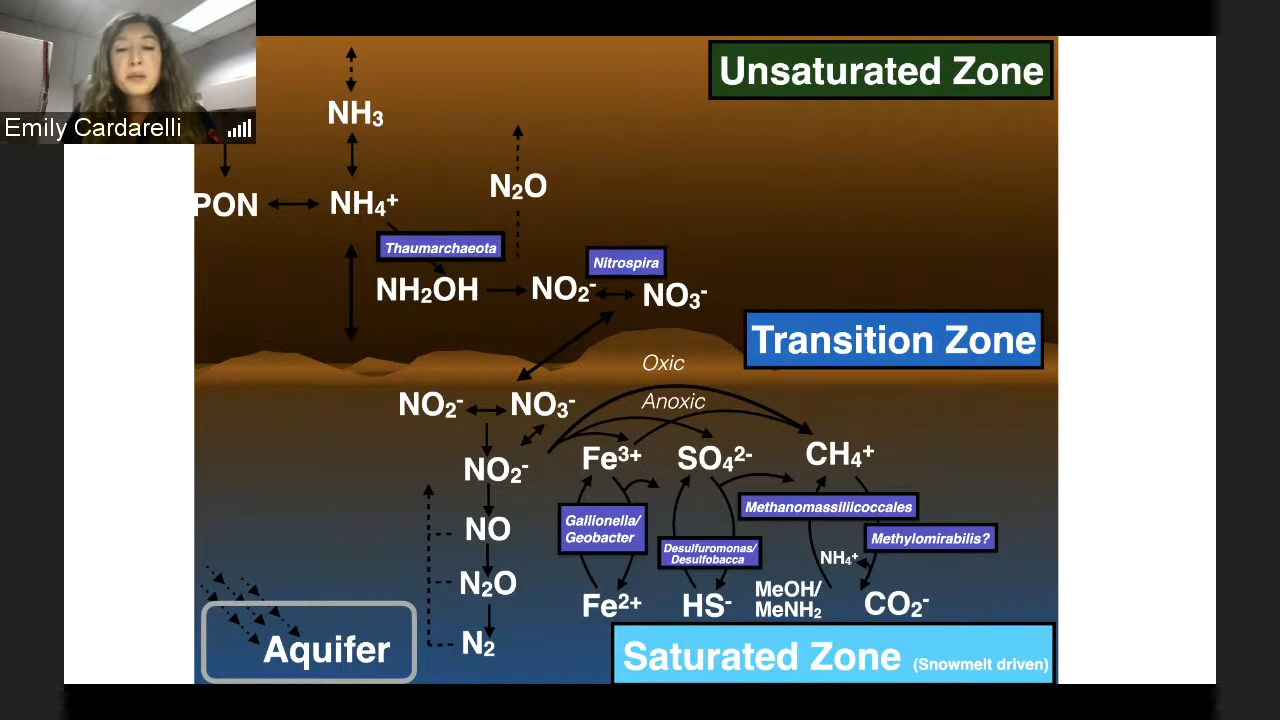 Emily Cardarelli
Unsaturated Zone
NH3
PON
NH4+
N2O
Thaumarchaeota
Nitrospira
NH2OH
NO2-
NO3-
Transition Zone
Oxic
Anoxic
NO2-
NO3-
NO2-
Fe3+
SO42-
CH4+
Methanomassiliicoccales
Gallionella/
Geobacter
Methylomirabilis?
NO
Desulfuromonas/
Desulfobacca
NH4+
N2O
Fe2+
HS-
MeOH/
MeNH2
CO2-
Aquifer
N2
Saturated Zone (Snowmelt driven)